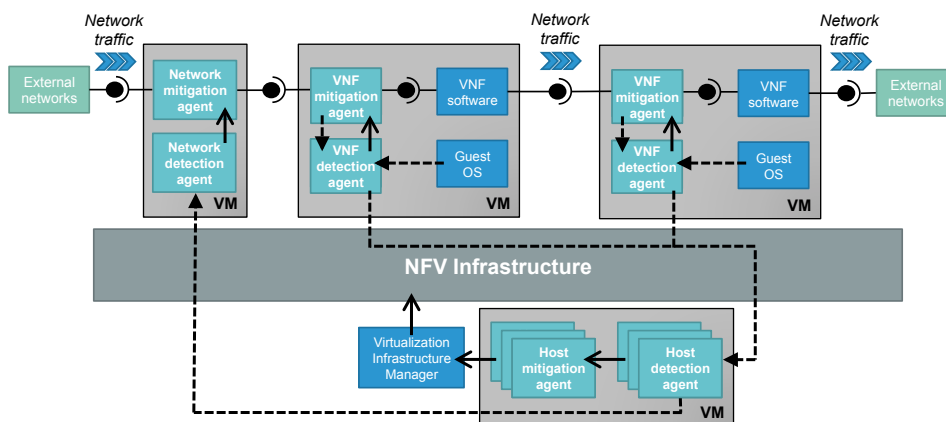 Network
traffic
Network
traffic
Network
traffic
External
networks
Network
mitigation
agent
Network
detection
agent
VM
VNF
mitigation
agent
VNF
software
VNF
detection
agent
Guest
OS
VM
VNF
mitigation
agent
VNF
software
VNF
detection
agent
Guest
OS
VM
External
networks
NFV Infrastructure
Virtualization
Infrastructure
Manager
Host
mitigation
agent
Host
detection
agent
VM